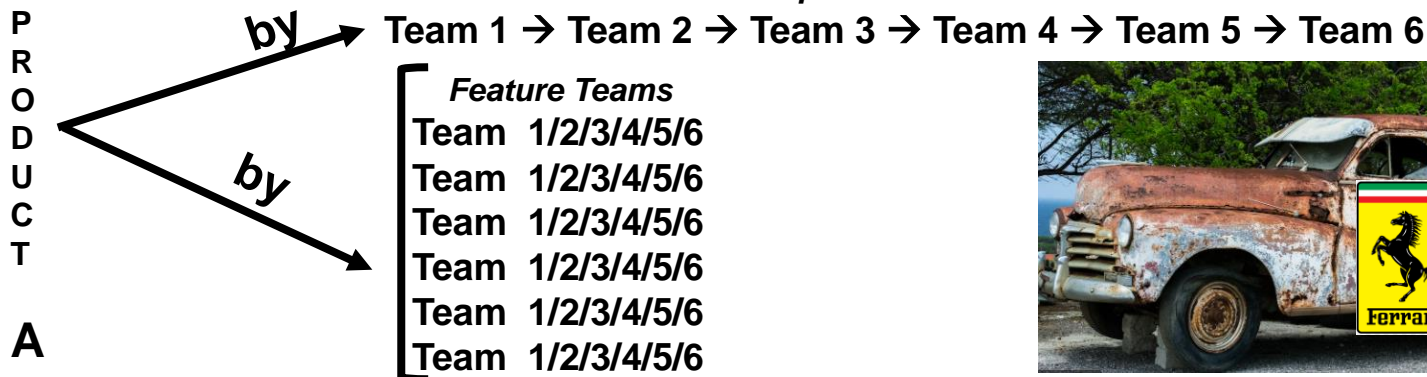 P
R
O
D
U
C
T
A
by
by
Team 1 → Team 2 → Team 3 → Team 4 → Team 5 → Team 6
Feature Teams
Team 1/2/3/4/5/6
Team 1/2/3/4/5/6
Team 1/2/3/4/5/6
Team 1/2/3/4/5/6
Team 1/2/3/4/5/6
Team 1/2/3/4/5/6